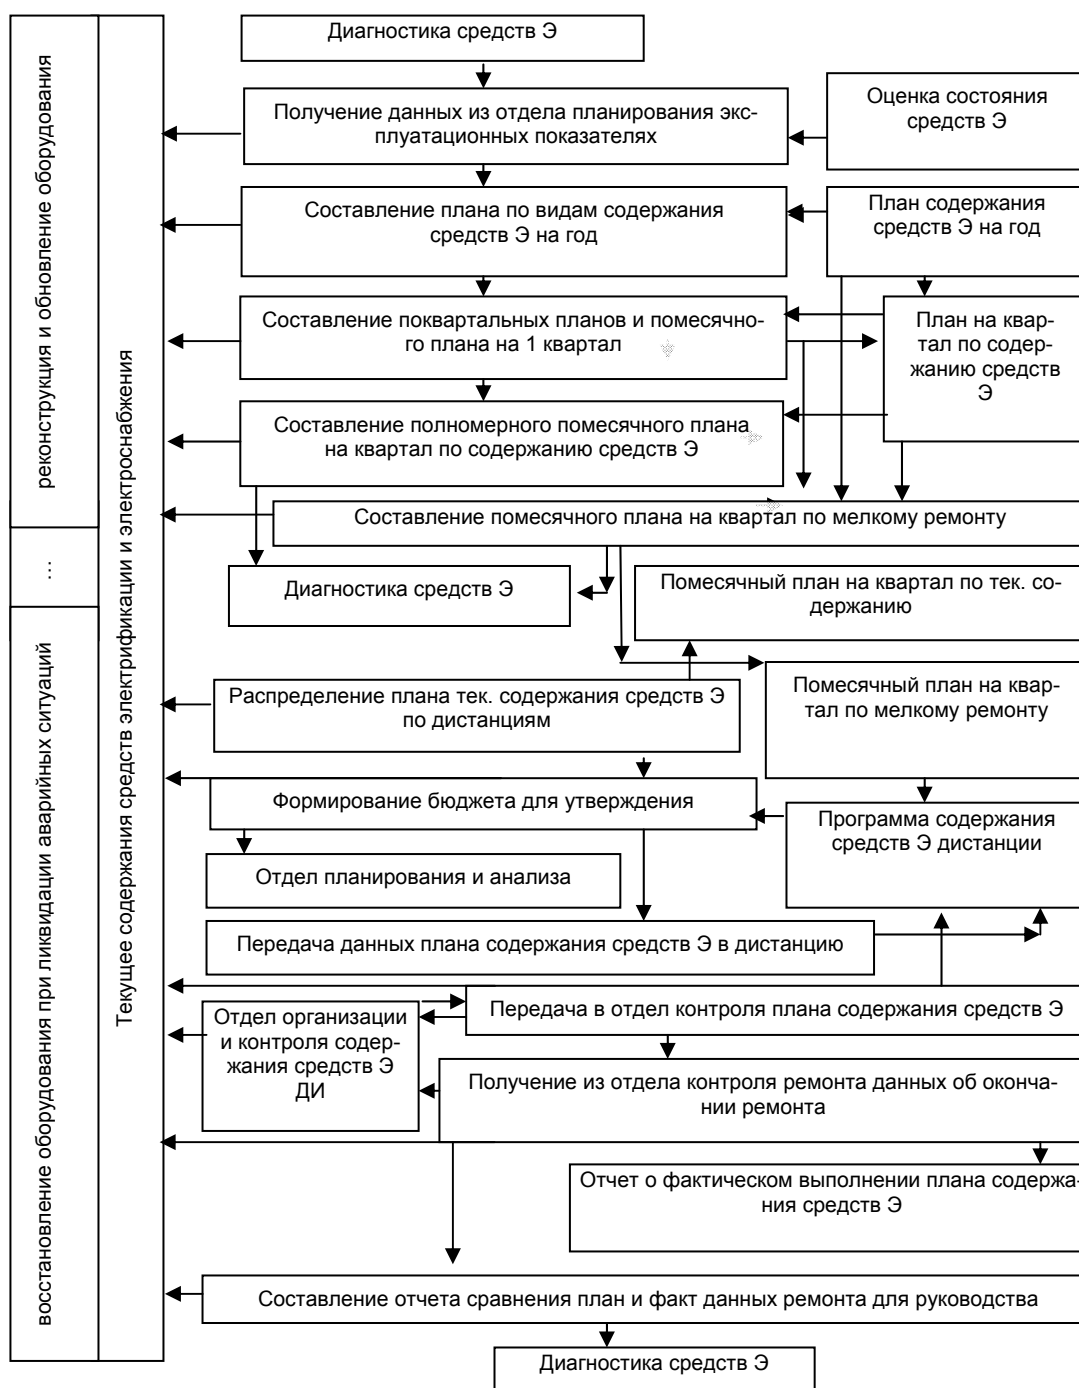 Диагностика средств Э
Получение данных из отдела планирования экс-
плуатационных показателях
Оценка состояния
средств Э
Составление плана по видам содержания
средств Э на год
План содержания
средств Э на год
Составление поквартальных планов и помесячно-
го плана на 1 квартал
План на квар-
тал по содер-
жанию средств
Э
Составление полномерного помесячного плана
на квартал по содержанию средств Э
Составление помесячного плана на квартал по мелкому ремонту
Диагностика средств Э
Помесячный план на квартал по тек. со-
держанию
Распределение плана тек. содержания средств Э
по дистанциям
Помесячный план на квар-
тал по мелкому ремонту
Формирование бюджета для утверждения
Программа содержания
средств Э дистанции
Отдел планирования и анализа
Передача данных плана содержания средств Э в дистанцию
Передача в отдел контроля плана содержания средств Э
Отдел организации
и контроля содер-
жания средств Э
ДИ
Получение из отдела контроля ремонта данных об оконча-
нии ремонта
Отчет о фактическом выполнении плана содержа-
ния средств Э
Составление отчета сравнения план и факт данных ремонта для руководства
Диагностика средств Э
реконструкция и обновление оборудования
...
восстановление оборудования при ликвидации аварийных ситуаций
Текущее содержания средств электрификации и электроснабжения